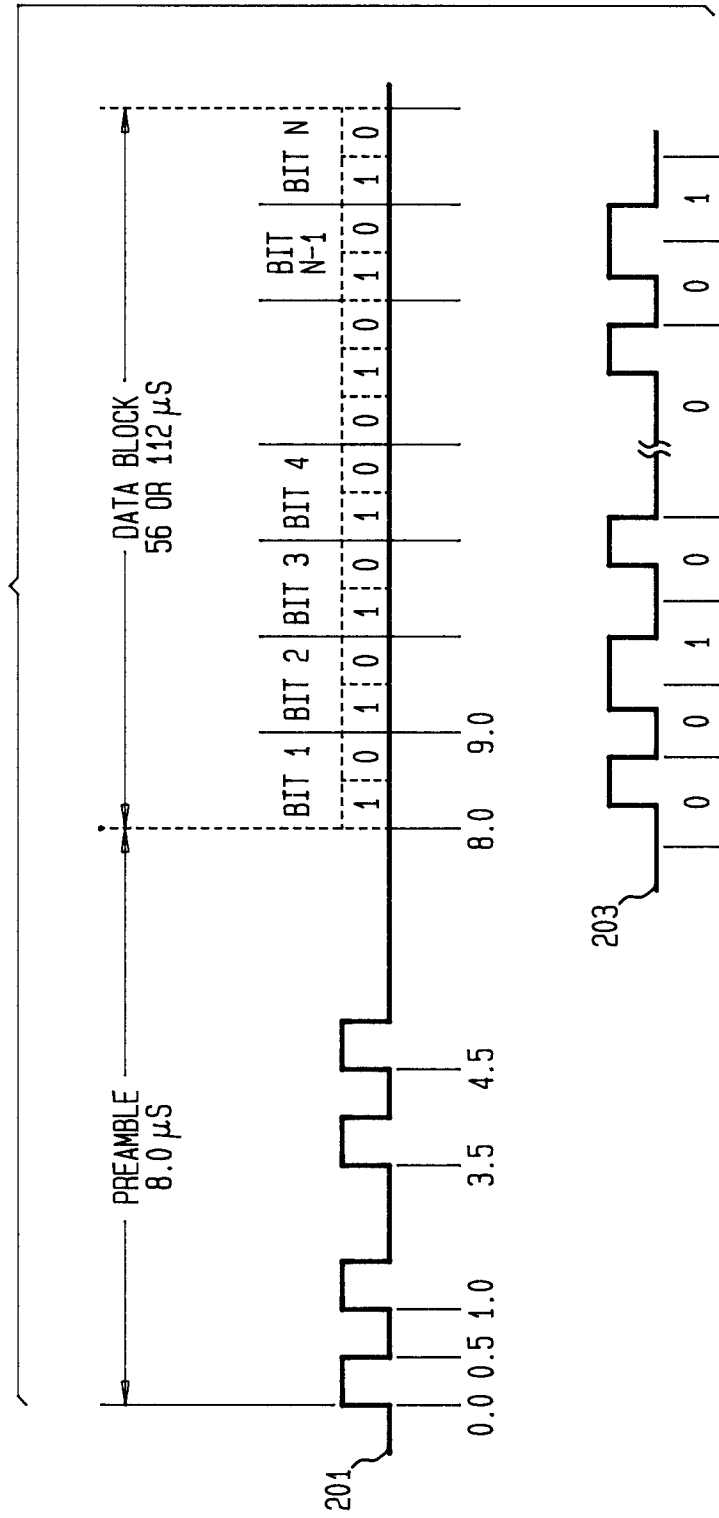 PREAMBLE
8.0 µS
DATA BLOCK
56 OR 112 µS
BIT 1 BIT 2 BIT 3 BIT 4 BIT N-1 BIT N
1 0 1 0 1 0 1 0 0 1 0 1 0 1 0
201
0.0 0.5 1.0 3.5 4.5 8.0 9.0
203
0 0 1 0 0 0 1